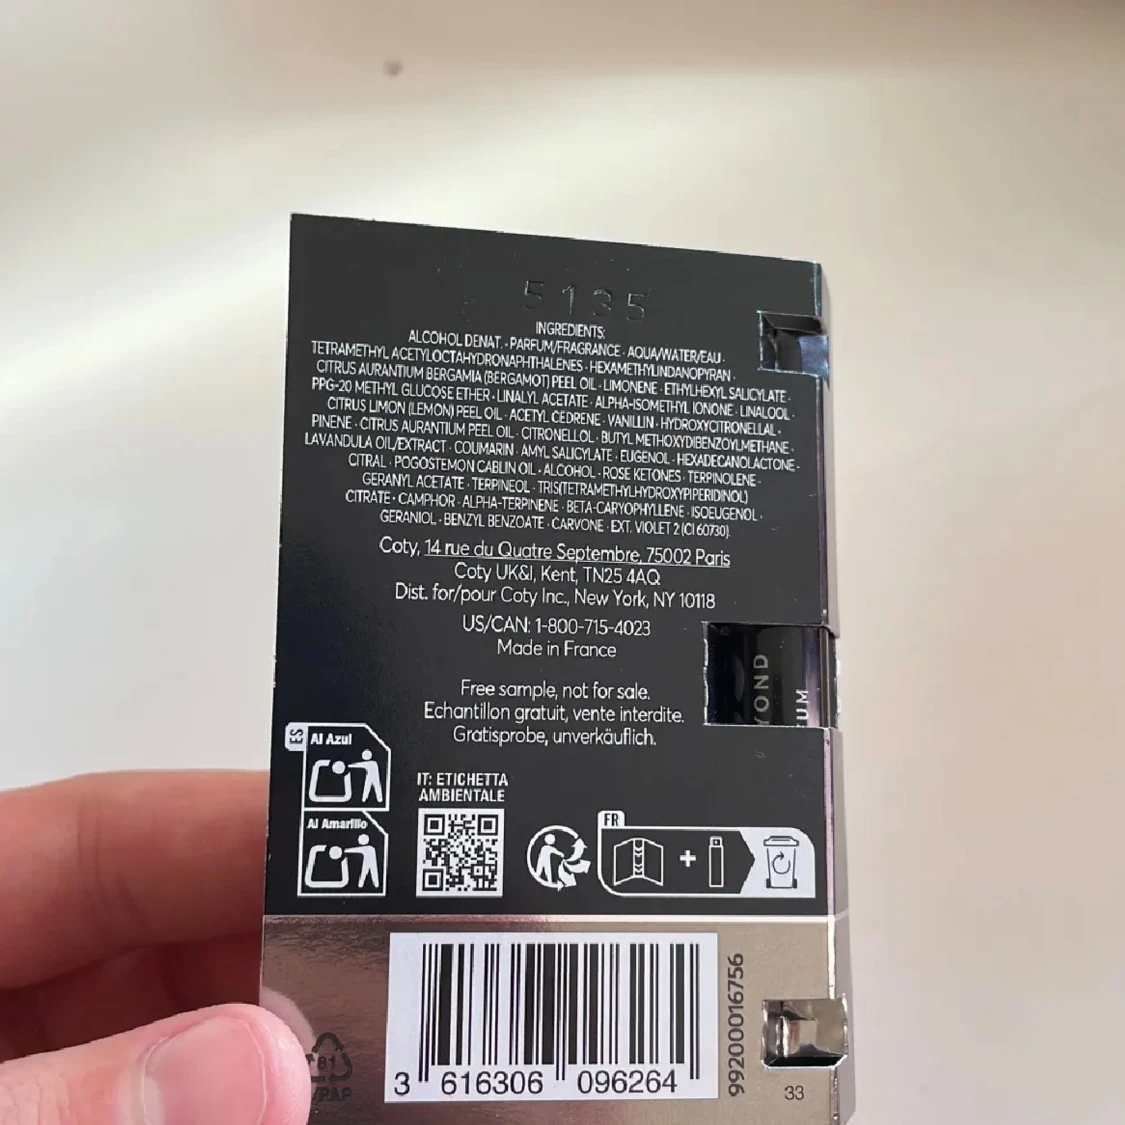 5135
INGREDIENTS:
ALCOHOL DENAT. · PARFUM/FRAGRANCE · AQUA/WATER/EAU ·
TETRAMETHYL ACETYLOCTAHYDRONAPHTHALENES · HEXAMETHYLINDANOPYRAN ·
CITRUS AURANTIUM BERGAMIA (BERGAMOT) PEEL OIL · LIMONENE · ETHYLHEXYL SALICYLATE ·
PPG-20 METHYL GLUCOSE ETHER · LINALYL ACETATE · ALPHA-ISOMETHYL IONONE · LINALOOL ·
CITRUS LIMON (LEMON) PEEL OIL · ACETYL CEDRENE · VANILLIN · HYDROXYCITRONELLAL ·
PINENE · CITRUS AURANTIUM PEEL OIL · CITRONELLOL · BUTYL METHOXYDIBENZOYLMETHANE ·
LAVANDULA OIL/EXTRACT · COUMARIN · AMYL SALICYLATE · EUGENOL · HEXADECANOLACTONE ·
CITRAL · POGOSTEMON CABLIN OIL · ALCOHOL · ROSE KETONES · TERPINOLENE ·
GERANYL ACETATE · TERPINEOL · TRIS(TETRAMETHYLHYDROXYPIPERIDINOL)
CITRATE · CAMPHOR · ALPHA-TERPINENE · BETA-CARYOPHYLLENE · ISOEUGENOL ·
GERANIOL · BENZYL BENZOATE · CARVONE · EXT. VIOLET 2 (CI 60730).
Coty, 14 rue du Quatre Septembre, 75002 Paris
Coty UK&I, Kent, TN25 4AQ
Dist. for/pour Coty Inc., New York, NY 10118
US/CAN: 1-800-715-4023
Made in France
YOND
UM
Free sample, not for sale.
Echantillon gratuit, vente interdite.
Gratisprobe, unverkäuflich.
ES
Al Azul
Al Amarillo
IT: ETICHETTA
AMBIENTALE
FR
+
3 616306 096264
99200016756
33
81
/PAP